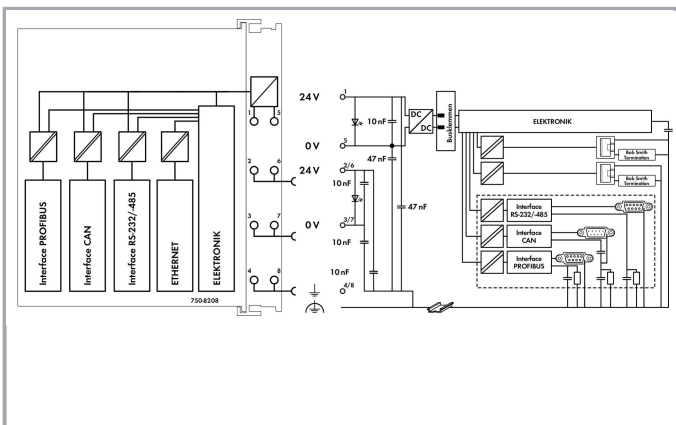 Interface PROFIBUS
Interface CAN
Interface RS-232/-485
ETHERNET
ELEKTRONIK
750-8208
1
5
2
6
3
7
4
8
24 V
0 V
24 V
0 V
1
5
2/6
3/7
4/8
10 nF
47 nF
10 nF
47 nF
10 nF
10 nF
DC
DC
Busklemmen
ELEKTRONIK
Bob Smith
Termination
Bob Smith
Termination
Interface
RS-232/-485
Interface
CAN
Interface
PROFIBUS